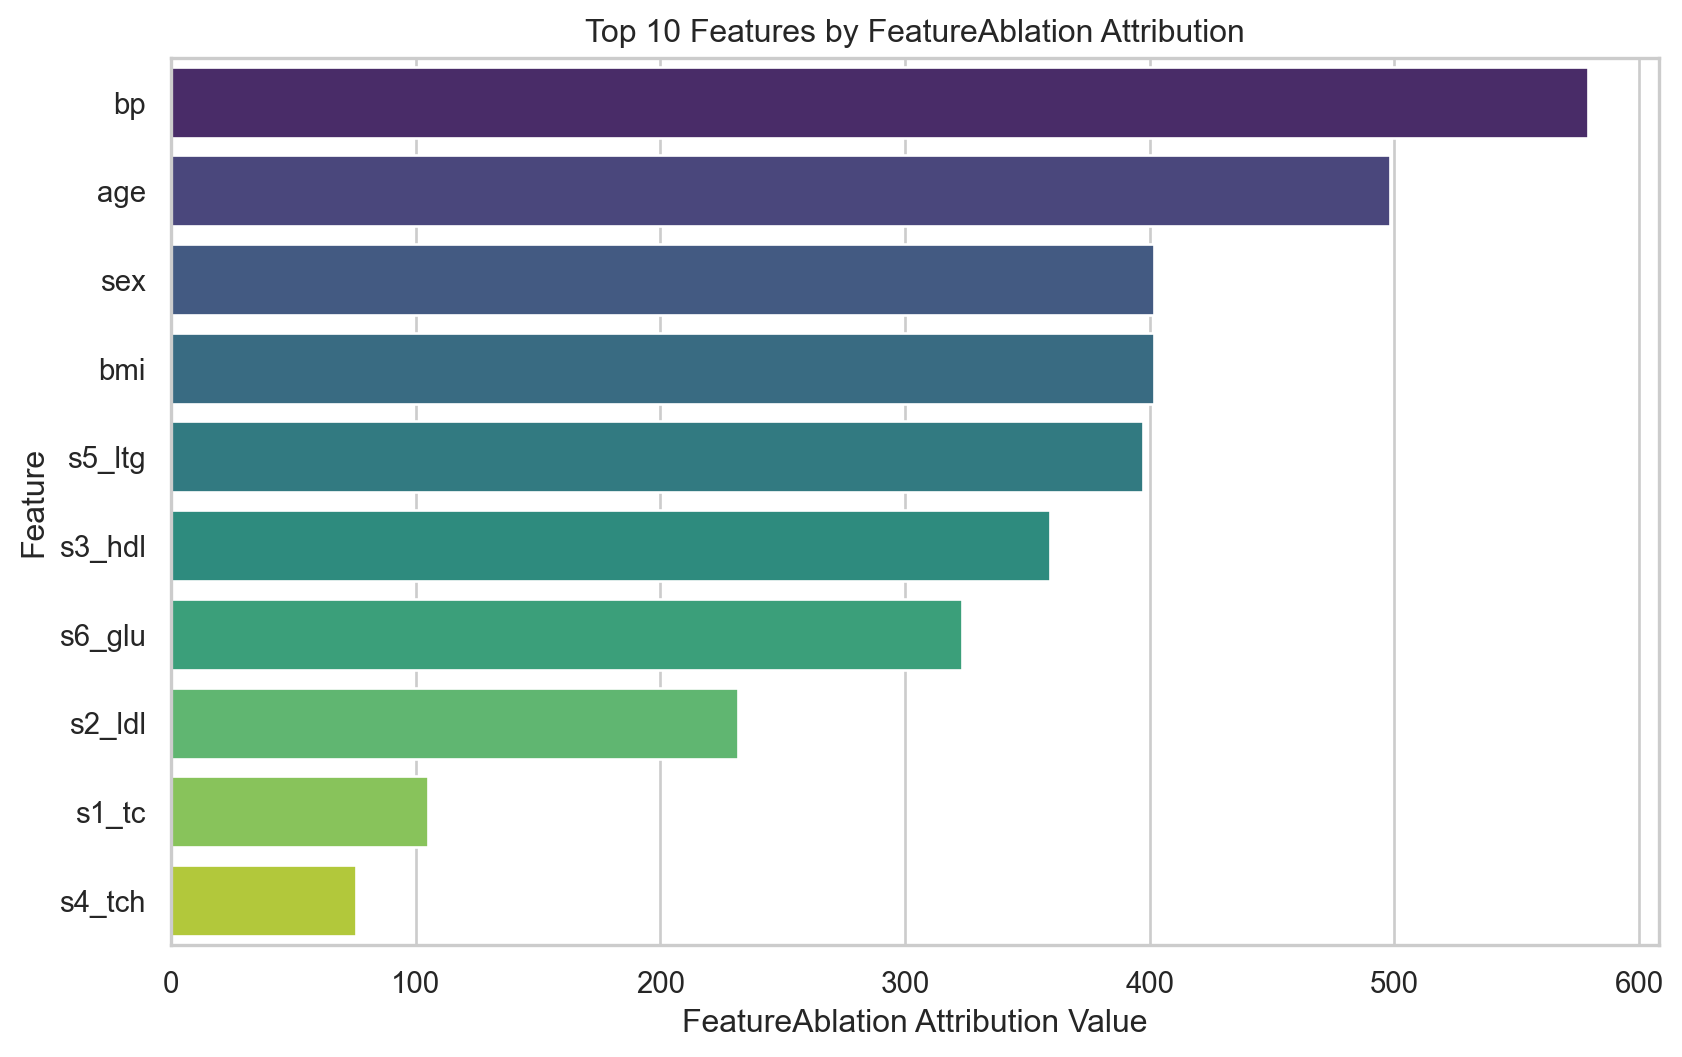 Top 10 Features by FeatureAblation Attribution
Feature
bp
age
sex
bmi
s5_ltg
s3_hdl
s6_glu
s2_ldl
s1_tc
s4_tch
0 100 200 300 400 500 600
FeatureAblation Attribution Value